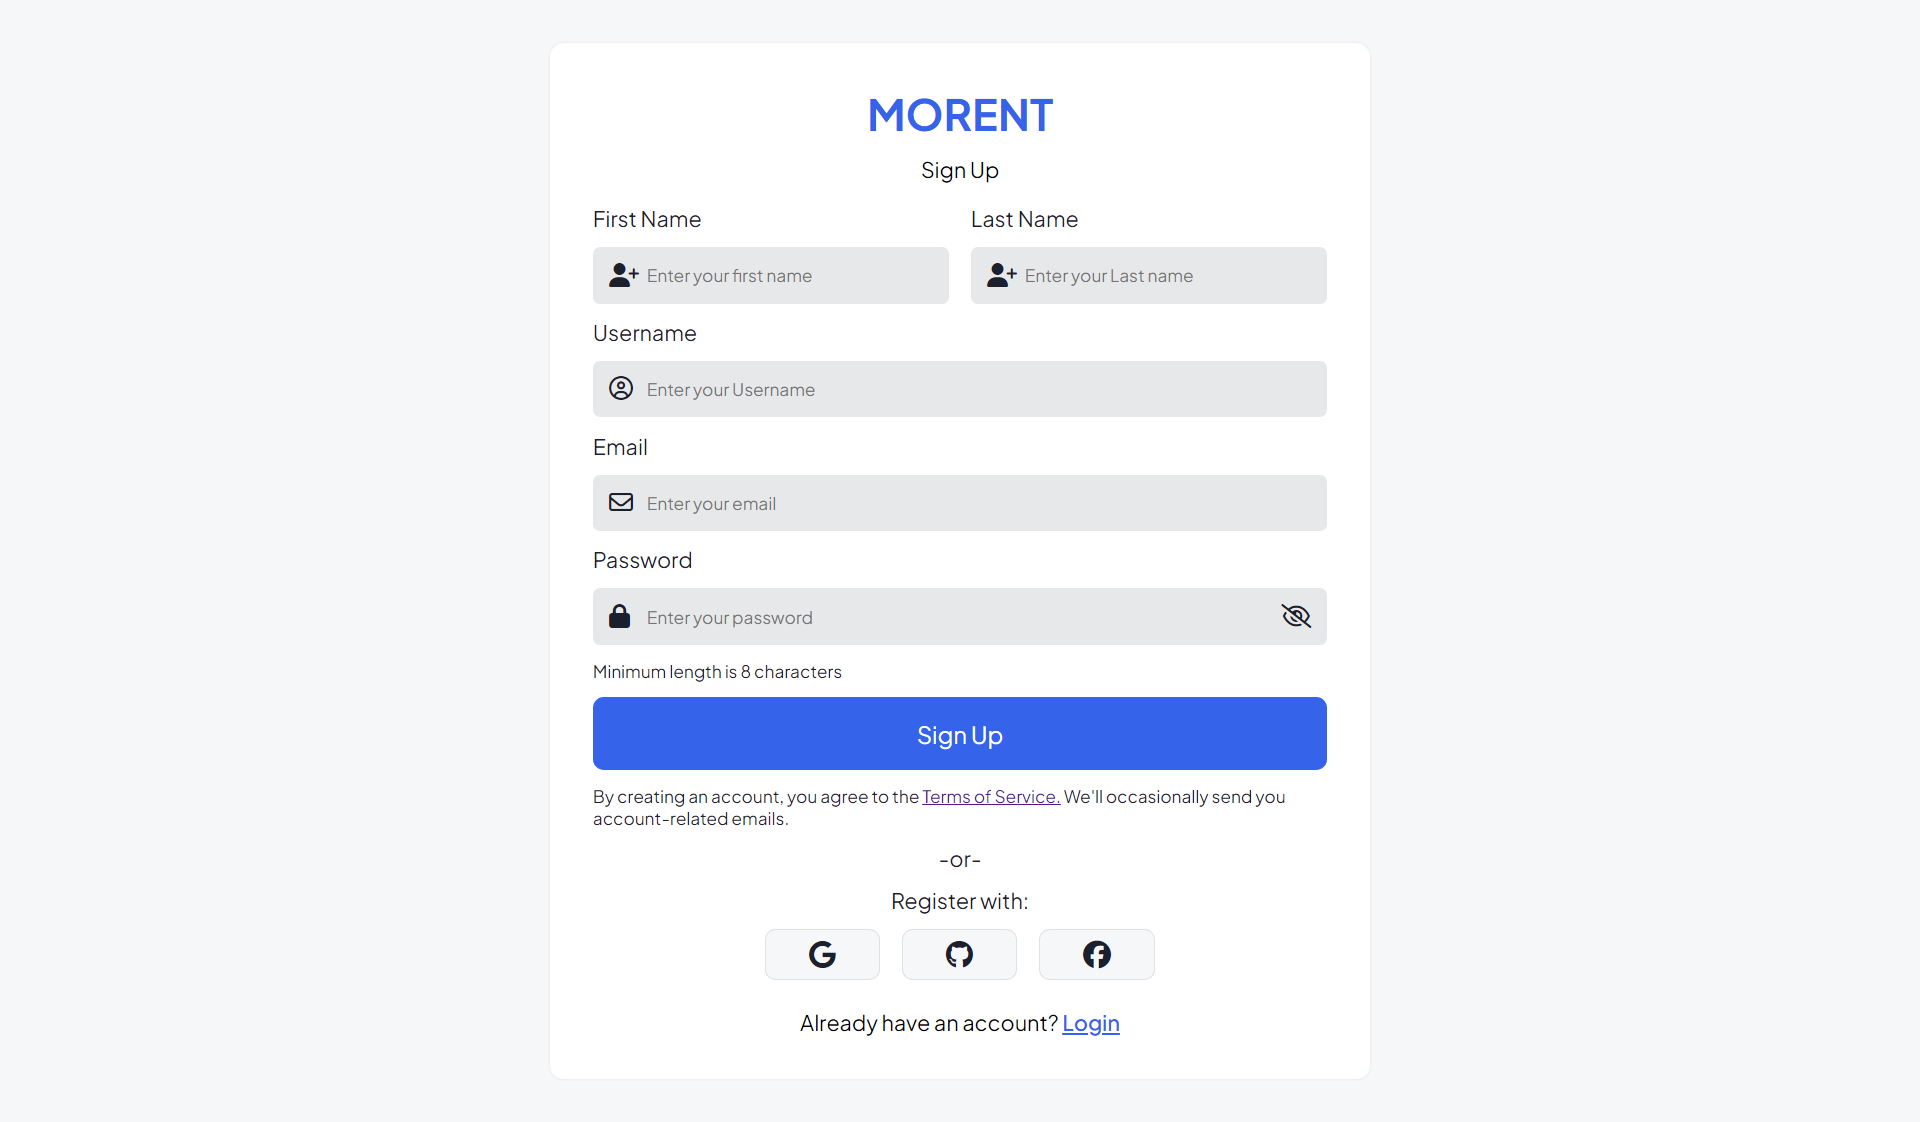 MORENT
Sign Up
First Name
Last Name
Enter your first name
Enter your Last name
Username
Enter your Username
Email
Enter your email
Password
Enter your password
Minimum length is 8 characters
Sign Up
By creating an account, you agree to the Terms of Service. We'll occasionally send you
account-related emails.
-or-
Register with:
Already have an account? Login